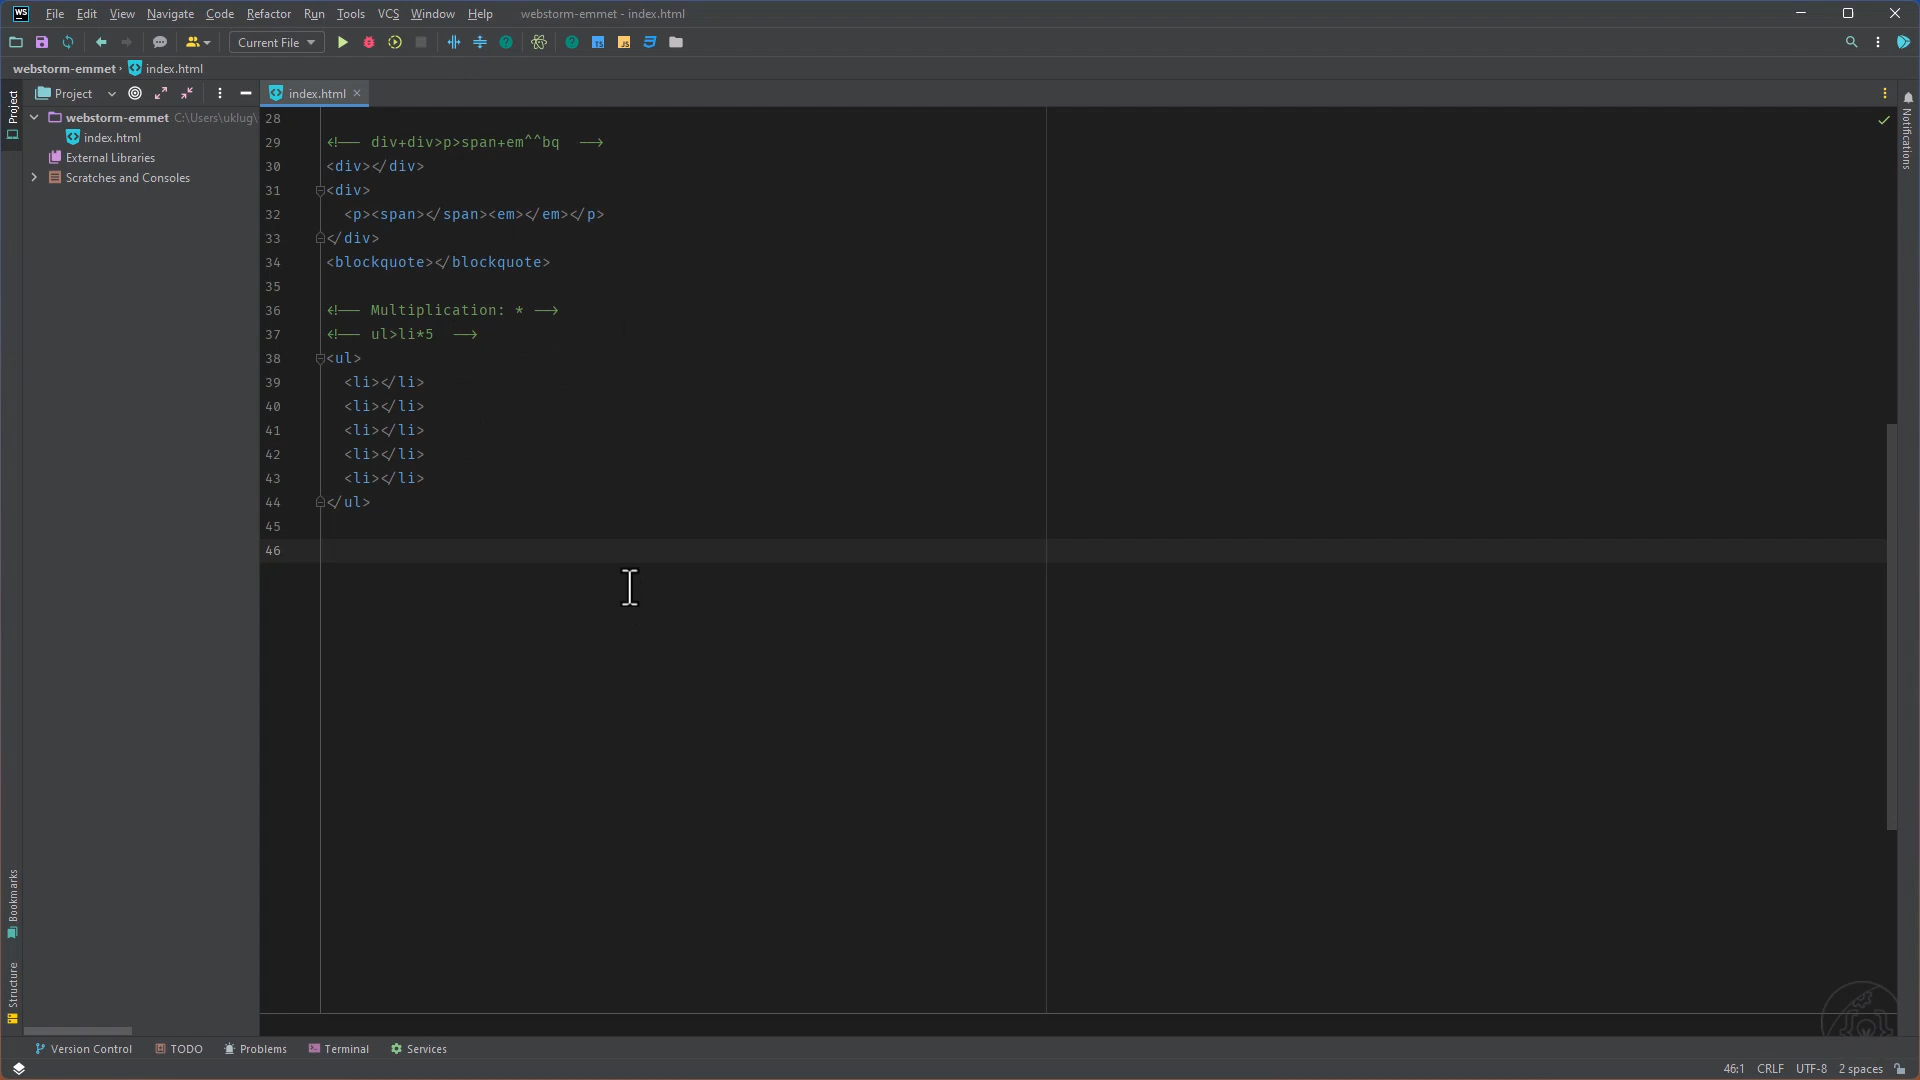 WS File Edit View Navigate Code Refactor Run Tools VCS Window Help webstorm-emmet - index.html
Current File
webstorm-emmet index.html
Project
Project
index.html
webstorm-emmet C:\Users\uklug\
index.html
External Libraries
Scratches and Consoles
28
29 <!-- div+div>p>span+em^^bq -->
30 <div></div>
31 <div>
32 <p><span></span><em></em></p>
33 </div>
34 <blockquote></blockquote>
35
36 <!-- Multiplication: * -->
37 <!-- ul>li*5 -->
38 <ul>
39 <li></li>
40 <li></li>
41 <li></li>
42 <li></li>
43 <li></li>
44 </ul>
45
46
Notifications
Bookmarks
Structure
Version Control TODO Problems Terminal Services
46:1 CRLF UTF-8 2 spaces